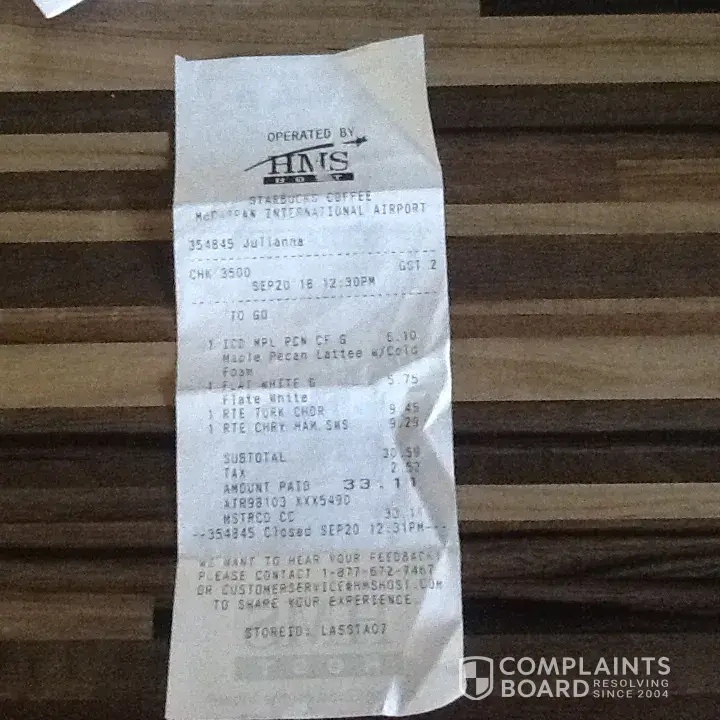 OPERATED BY
HMS
HOST
STARBUCKS COFFEE
McCARRAN INTERNATIONAL AIRPORT
354845 Julianna
CHK 3500 GST 2
SEP20 18 12:30PM
TO GO
1 ICD MPL PCN CF G 6.10
Maple Pecan Lattee w/Cold
Foam
1 FLAT WHITE G 5.75
Flate White
1 RTE TURK CHDR 9.45
1 RTE CHRY HAM SWS 9.29
SUBTOTAL 30.59
TAX 2.52
AMOUNT PAID 33.11
XTR98103 XXX5490
MSTRCD CC 33.11
--354845 Closed SEP20 12:31PM---
WE WANT TO HEAR YOUR FEEDBACK!
PLEASE CONTACT 1-877-672-7467
OR CUSTOMERSERVICE@HMSHOST.COM
TO SHARE YOUR EXPERIENCE.
STOREID: LASSTA07
COMPLAINTS
BOARD RESOLVING
SINCE 2004